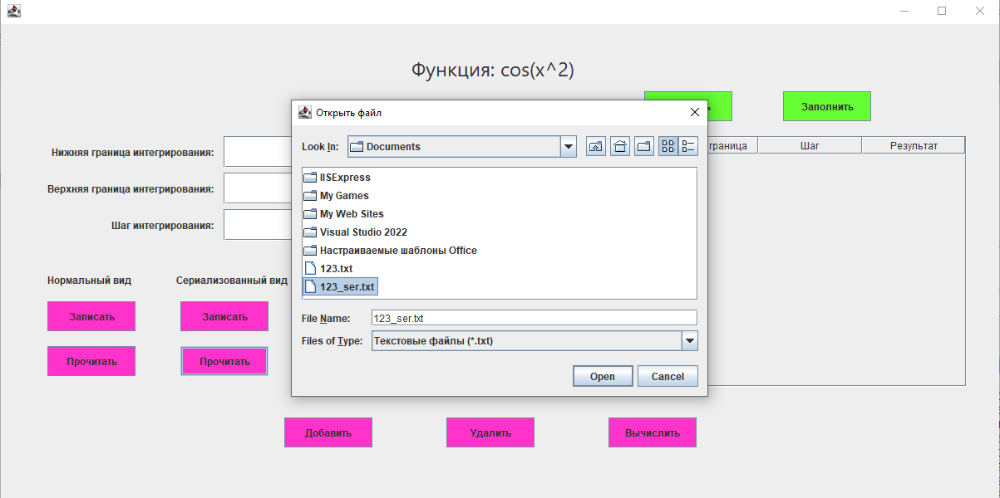 Функция: cos(x^2)
Заполнить
Нижняя граница интегрирования:
Верхняя граница интегрирования:
Шаг интегрирования:
граница
Шаг
Результат
Нормальный вид
Сериализованный вид
Записать
Записать
Прочитать
Прочитать
Добавить
Удалить
Вычислить
Открыть файл
Look In:
Documents
IISExpress
My Games
My Web Sites
Visual Studio 2022
Настраиваемые шаблоны Office
123.txt
123_ser.txt
File Name:
123_ser.txt
Files of Type:
Текстовые файлы (*.txt)
Open
Cancel